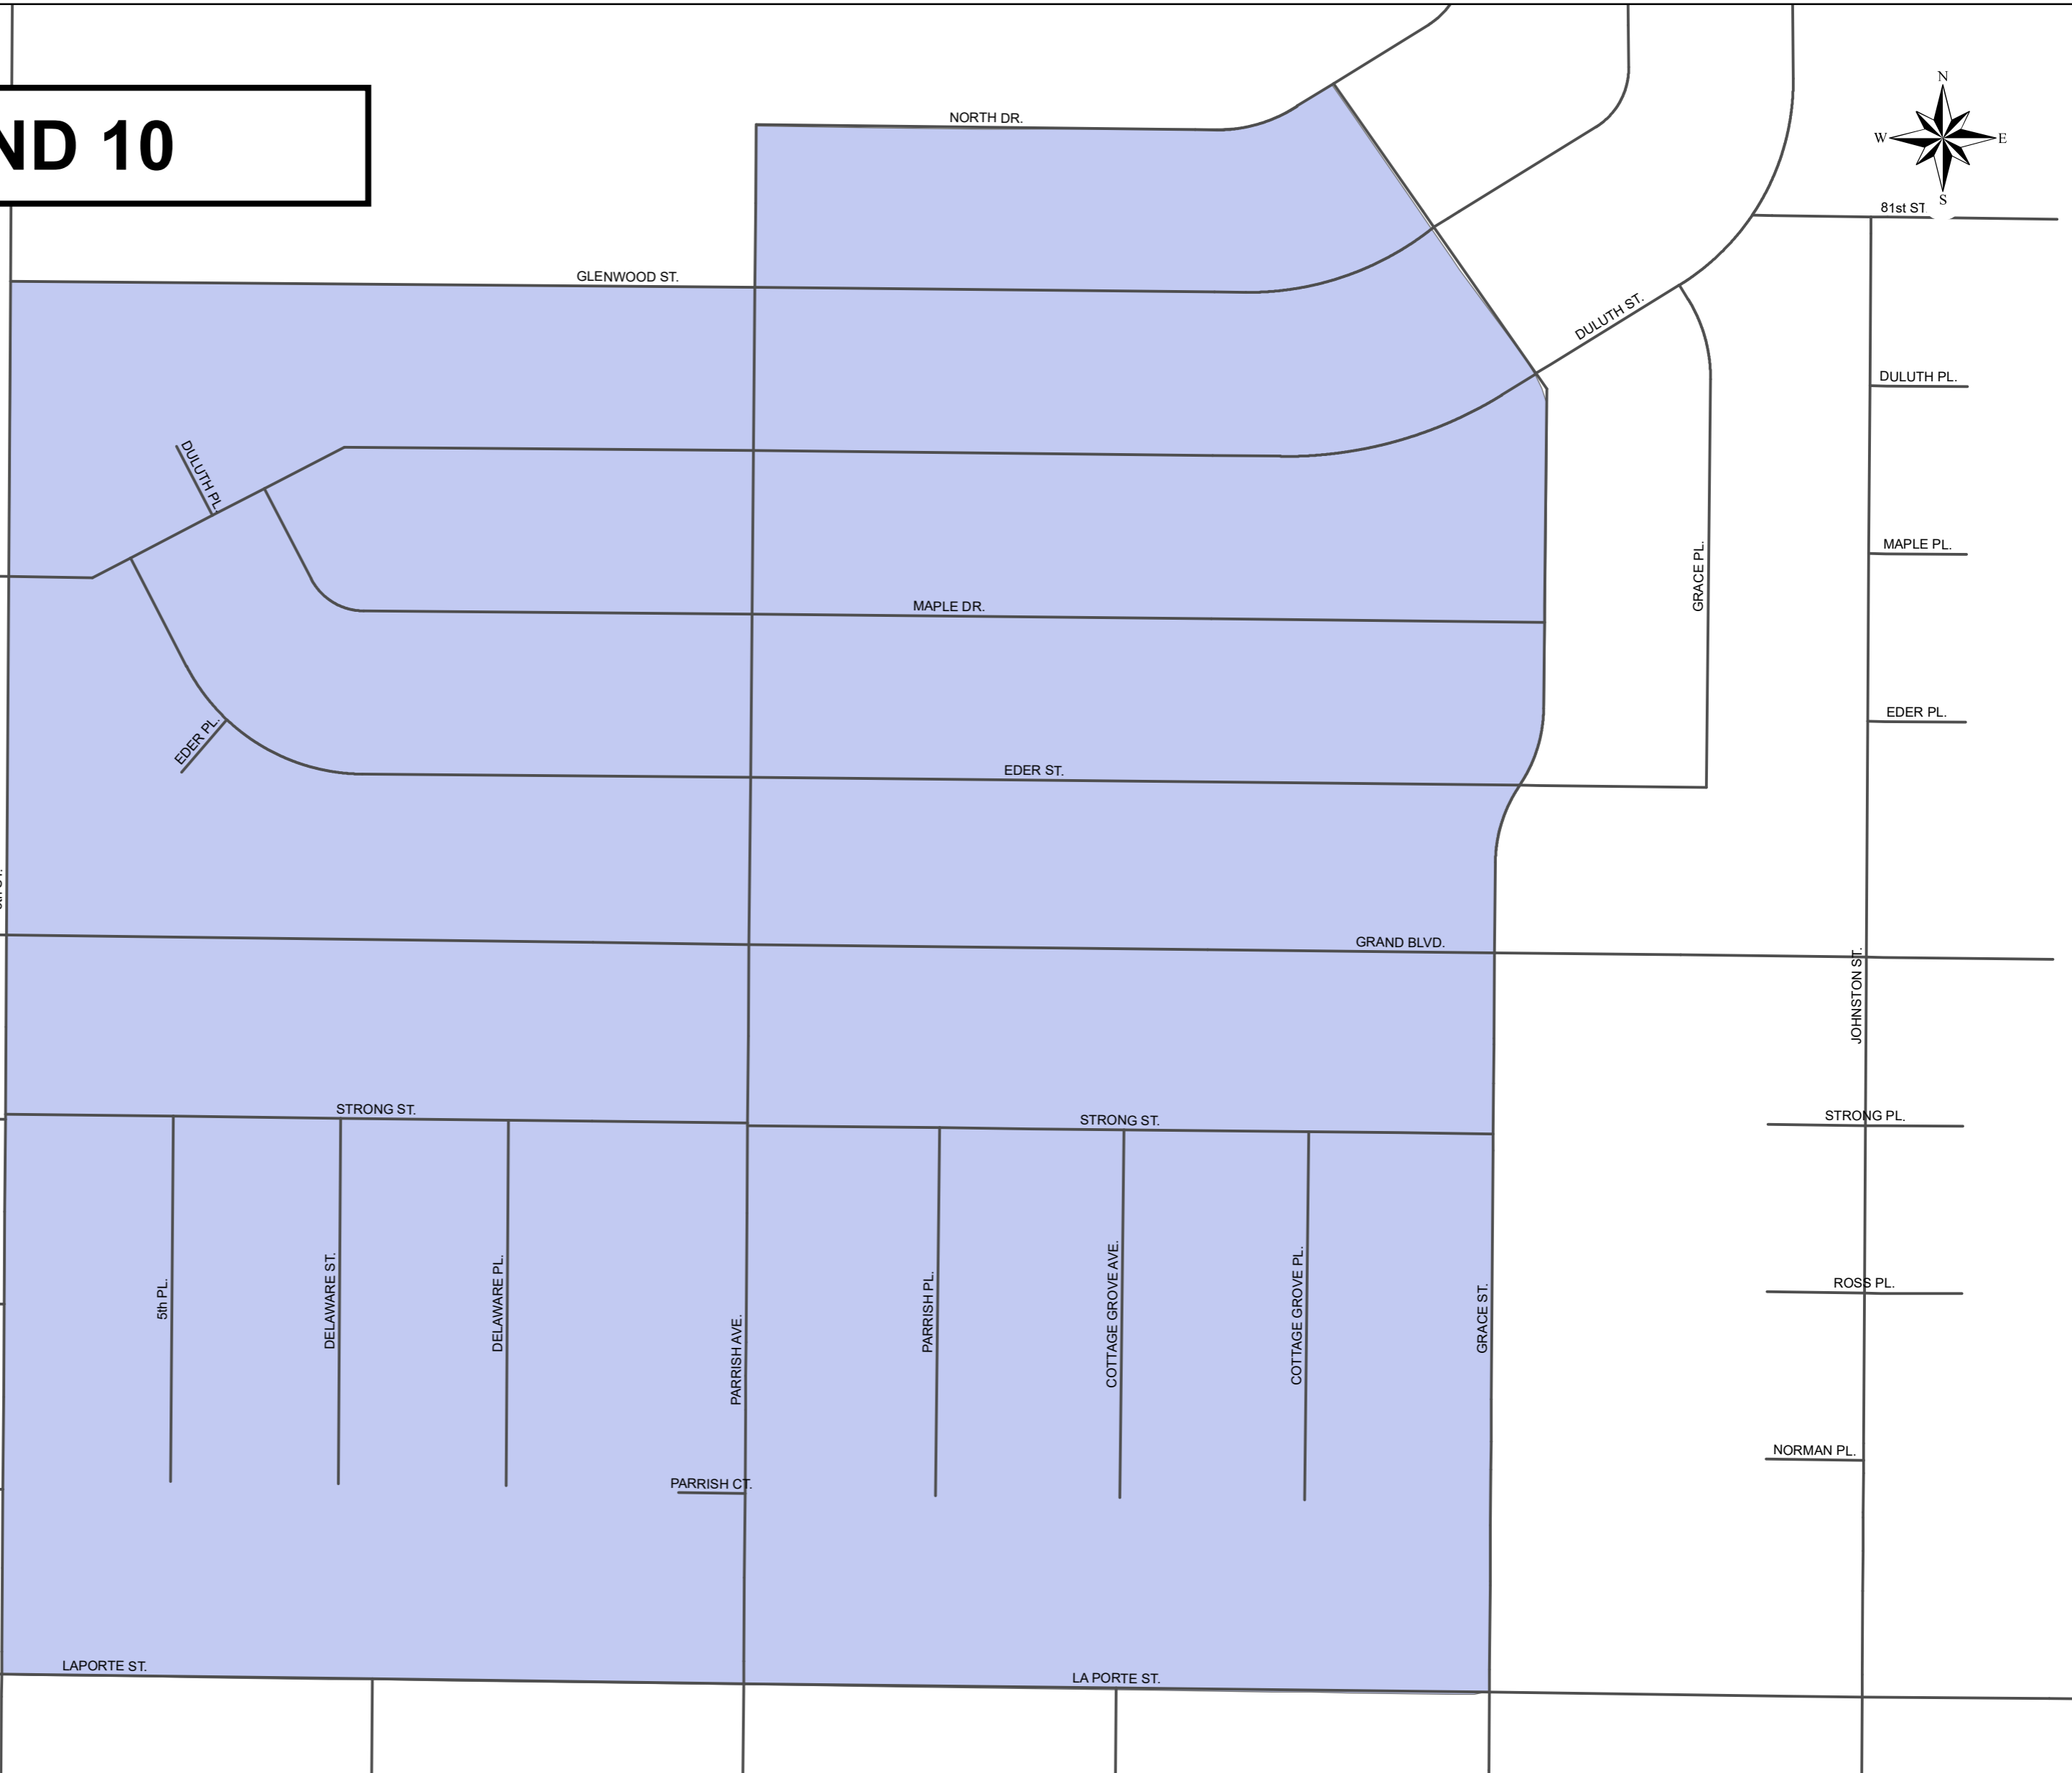 ND 10
NORTH DR.
N
W
E
S
81st ST
GLENWOOD ST.
DULUTH ST.
DULUTH PL.
DULUTH PL.
MAPLE PL.
GRACE PL.
MAPLE DR.
EDER PL.
EDER PL.
EDER ST.
GRAND BLVD.
JOHNSTON ST.
STRONG ST.
STRONG ST.
STRONG PL.
5th PL.
DELAWARE ST.
DELAWARE PL.
PARRISH AVE.
PARRISH PL.
COTTAGE GROVE AVE.
COTTAGE GROVE PL.
GRACE ST.
ROSS PL.
NORMAN PL.
PARRISH CT.
LAPORTE ST.
LA PORTE ST.